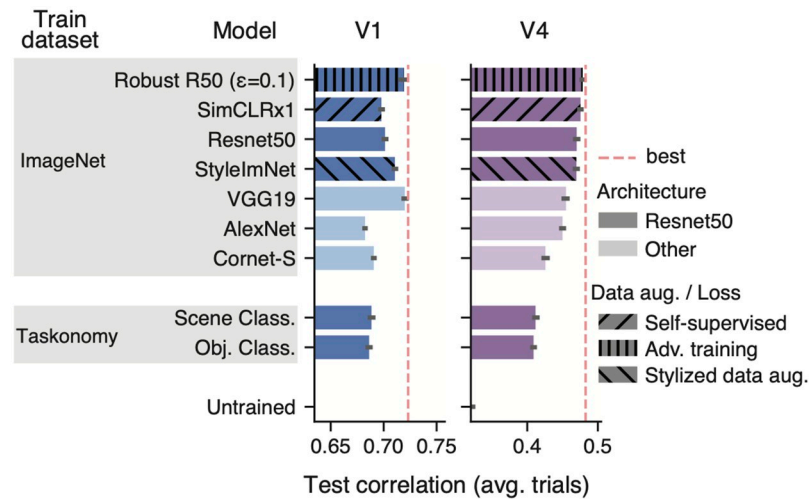 Train
dataset
Model
V1
V4
ImageNet
Robust R50 (ε=0.1)
SimCLRx1
Resnet50
StyleImNet
VGG19
AlexNet
Cornet-S
Taskonomy
Scene Class.
Obj. Class.
Untrained
0.65 0.70 0.75
0.4 0.5
Test correlation (avg. trials)
best
Architecture
Resnet50
Other
Data aug. / Loss
Self-supervised
Adv. training
Stylized data aug.